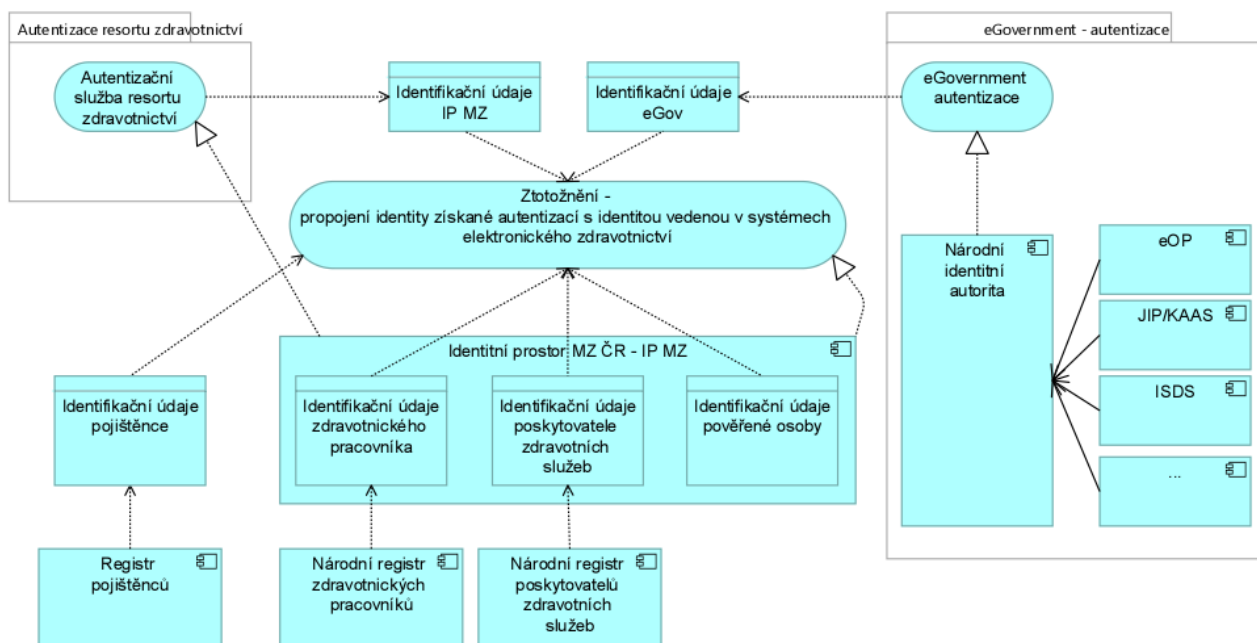 Autentizace resortu zdravotnictví
eGovernment - autentizace
Autentizační
služba resortu
zdravotnictví
Identifikační údaje
IP MZ
Identifikační údaje
eGov
eGovernment
autentizace
Ztotožnění -
propojení identity získané autentizací s identitou vedenou v systémech
elektronického zdravotnictví
Národní
identitní
autorita
eOP
JIP/KAAS
ISDS
...
Identitní prostor MZ ČR - IP MZ
Identifikační údaje
pojištěnce
Identifikační údaje
zdravotnického
pracovníka
Identifikační údaje
poskytovatele
zdravotních
služeb
Identifikační údaje
pověřené osoby
Registr
pojištěnců
Národní registr
zdravotnických
pracovníků
Národní registr
poskytovatelů
zdravotních
služeb